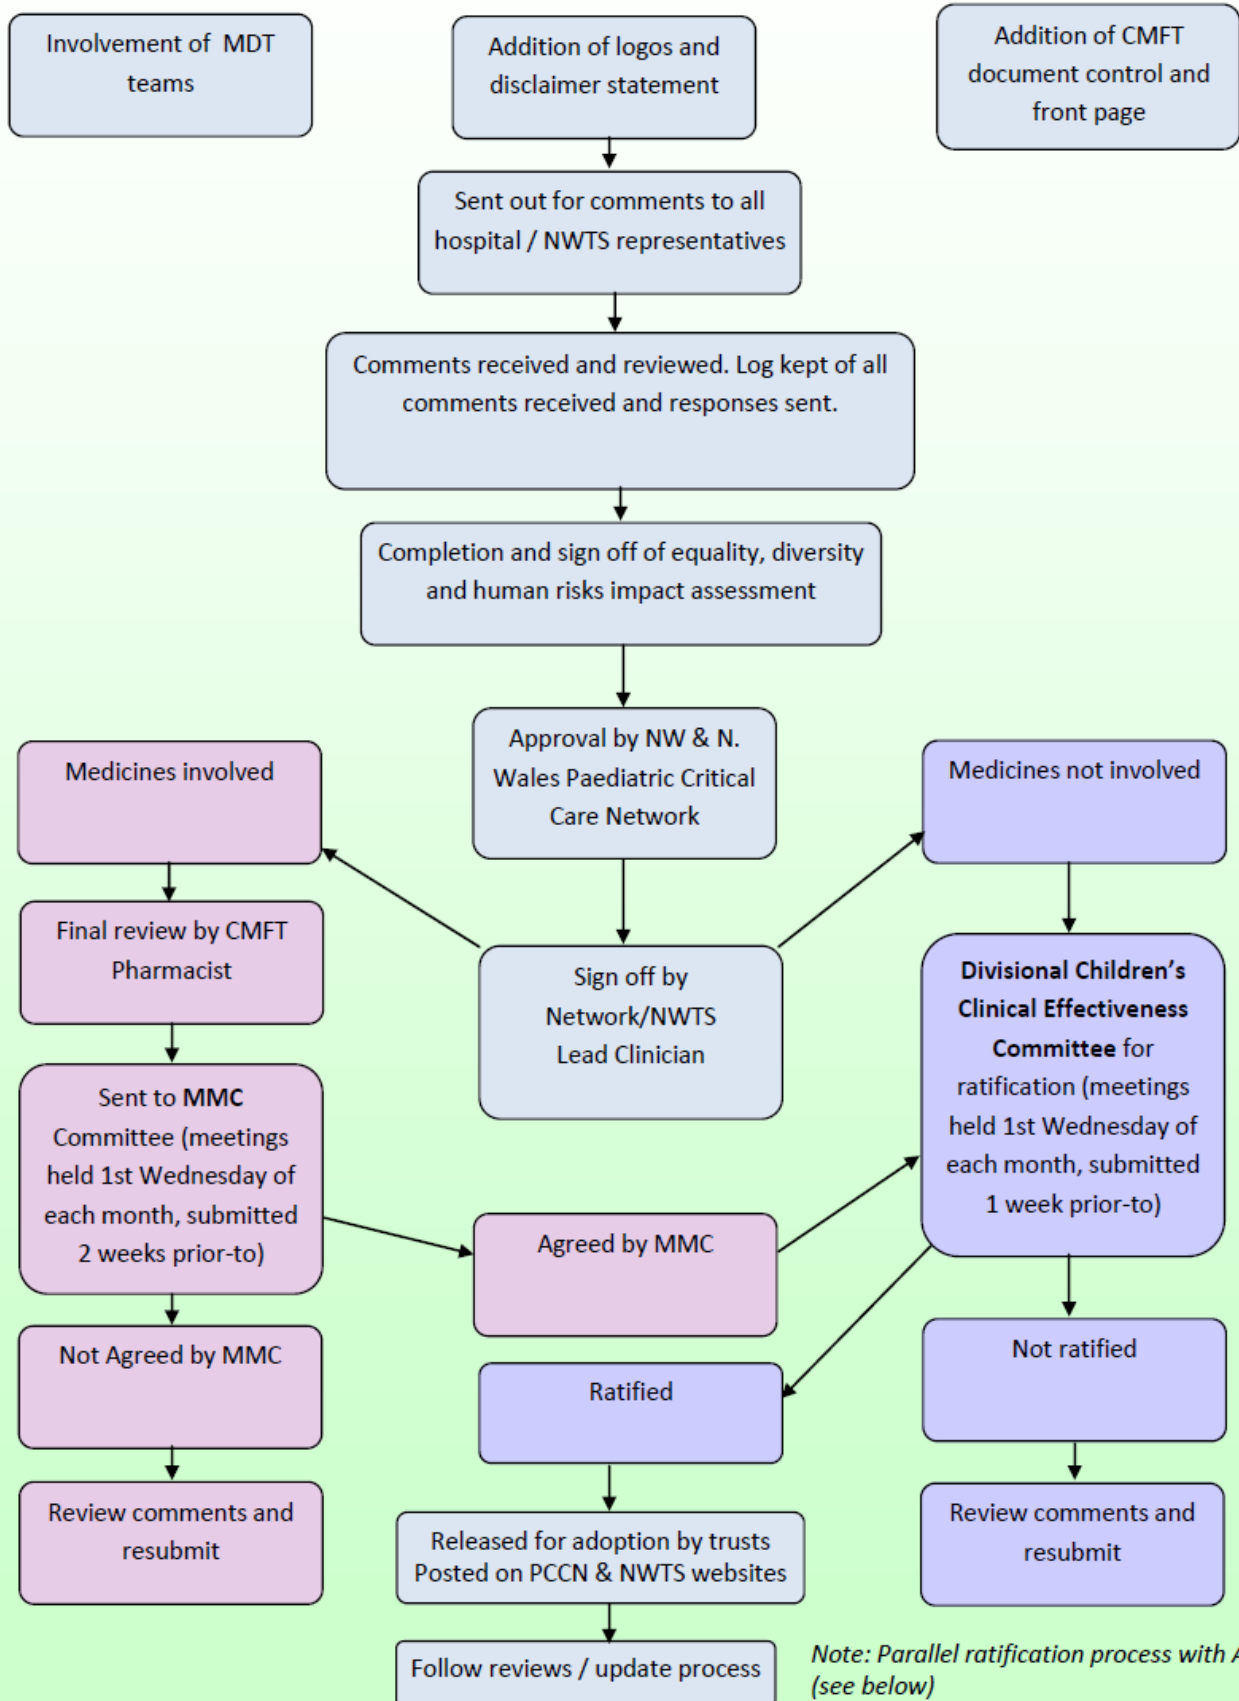 Involvement of MDT
teams
Addition of logos and
disclaimer statement
Addition of CMFT
document control and
front page
Sent out for comments to all
hospital / NWTS representatives
Comments received and reviewed. Log kept of all
comments received and responses sent.
Completion and sign off of equality, diversity
and human risks impact assessment
Approval by NW & N.
Wales Paediatric Critical
Care Network
Medicines involved
Medicines not involved
Final review by CMFT
Pharmacist
Sign off by
Network/NWTS
Lead Clinician
Divisional Children's
Clinical Effectiveness
Committee for
ratification (meetings
held 1st Wednesday of
each month, submitted
1 week prior-to)
Sent to MMC
Committee (meetings
held 1st Wednesday of
each month, submitted
2 weeks prior-to)
Agreed by MMC
Not Agreed by MMC
Ratified
Not ratified
Review comments and
resubmit
Released for adoption by trusts
Posted on PCCN & NWTS websites
Review comments and
resubmit
Follow reviews / update process
Note: Parallel ratification process with
(see below)